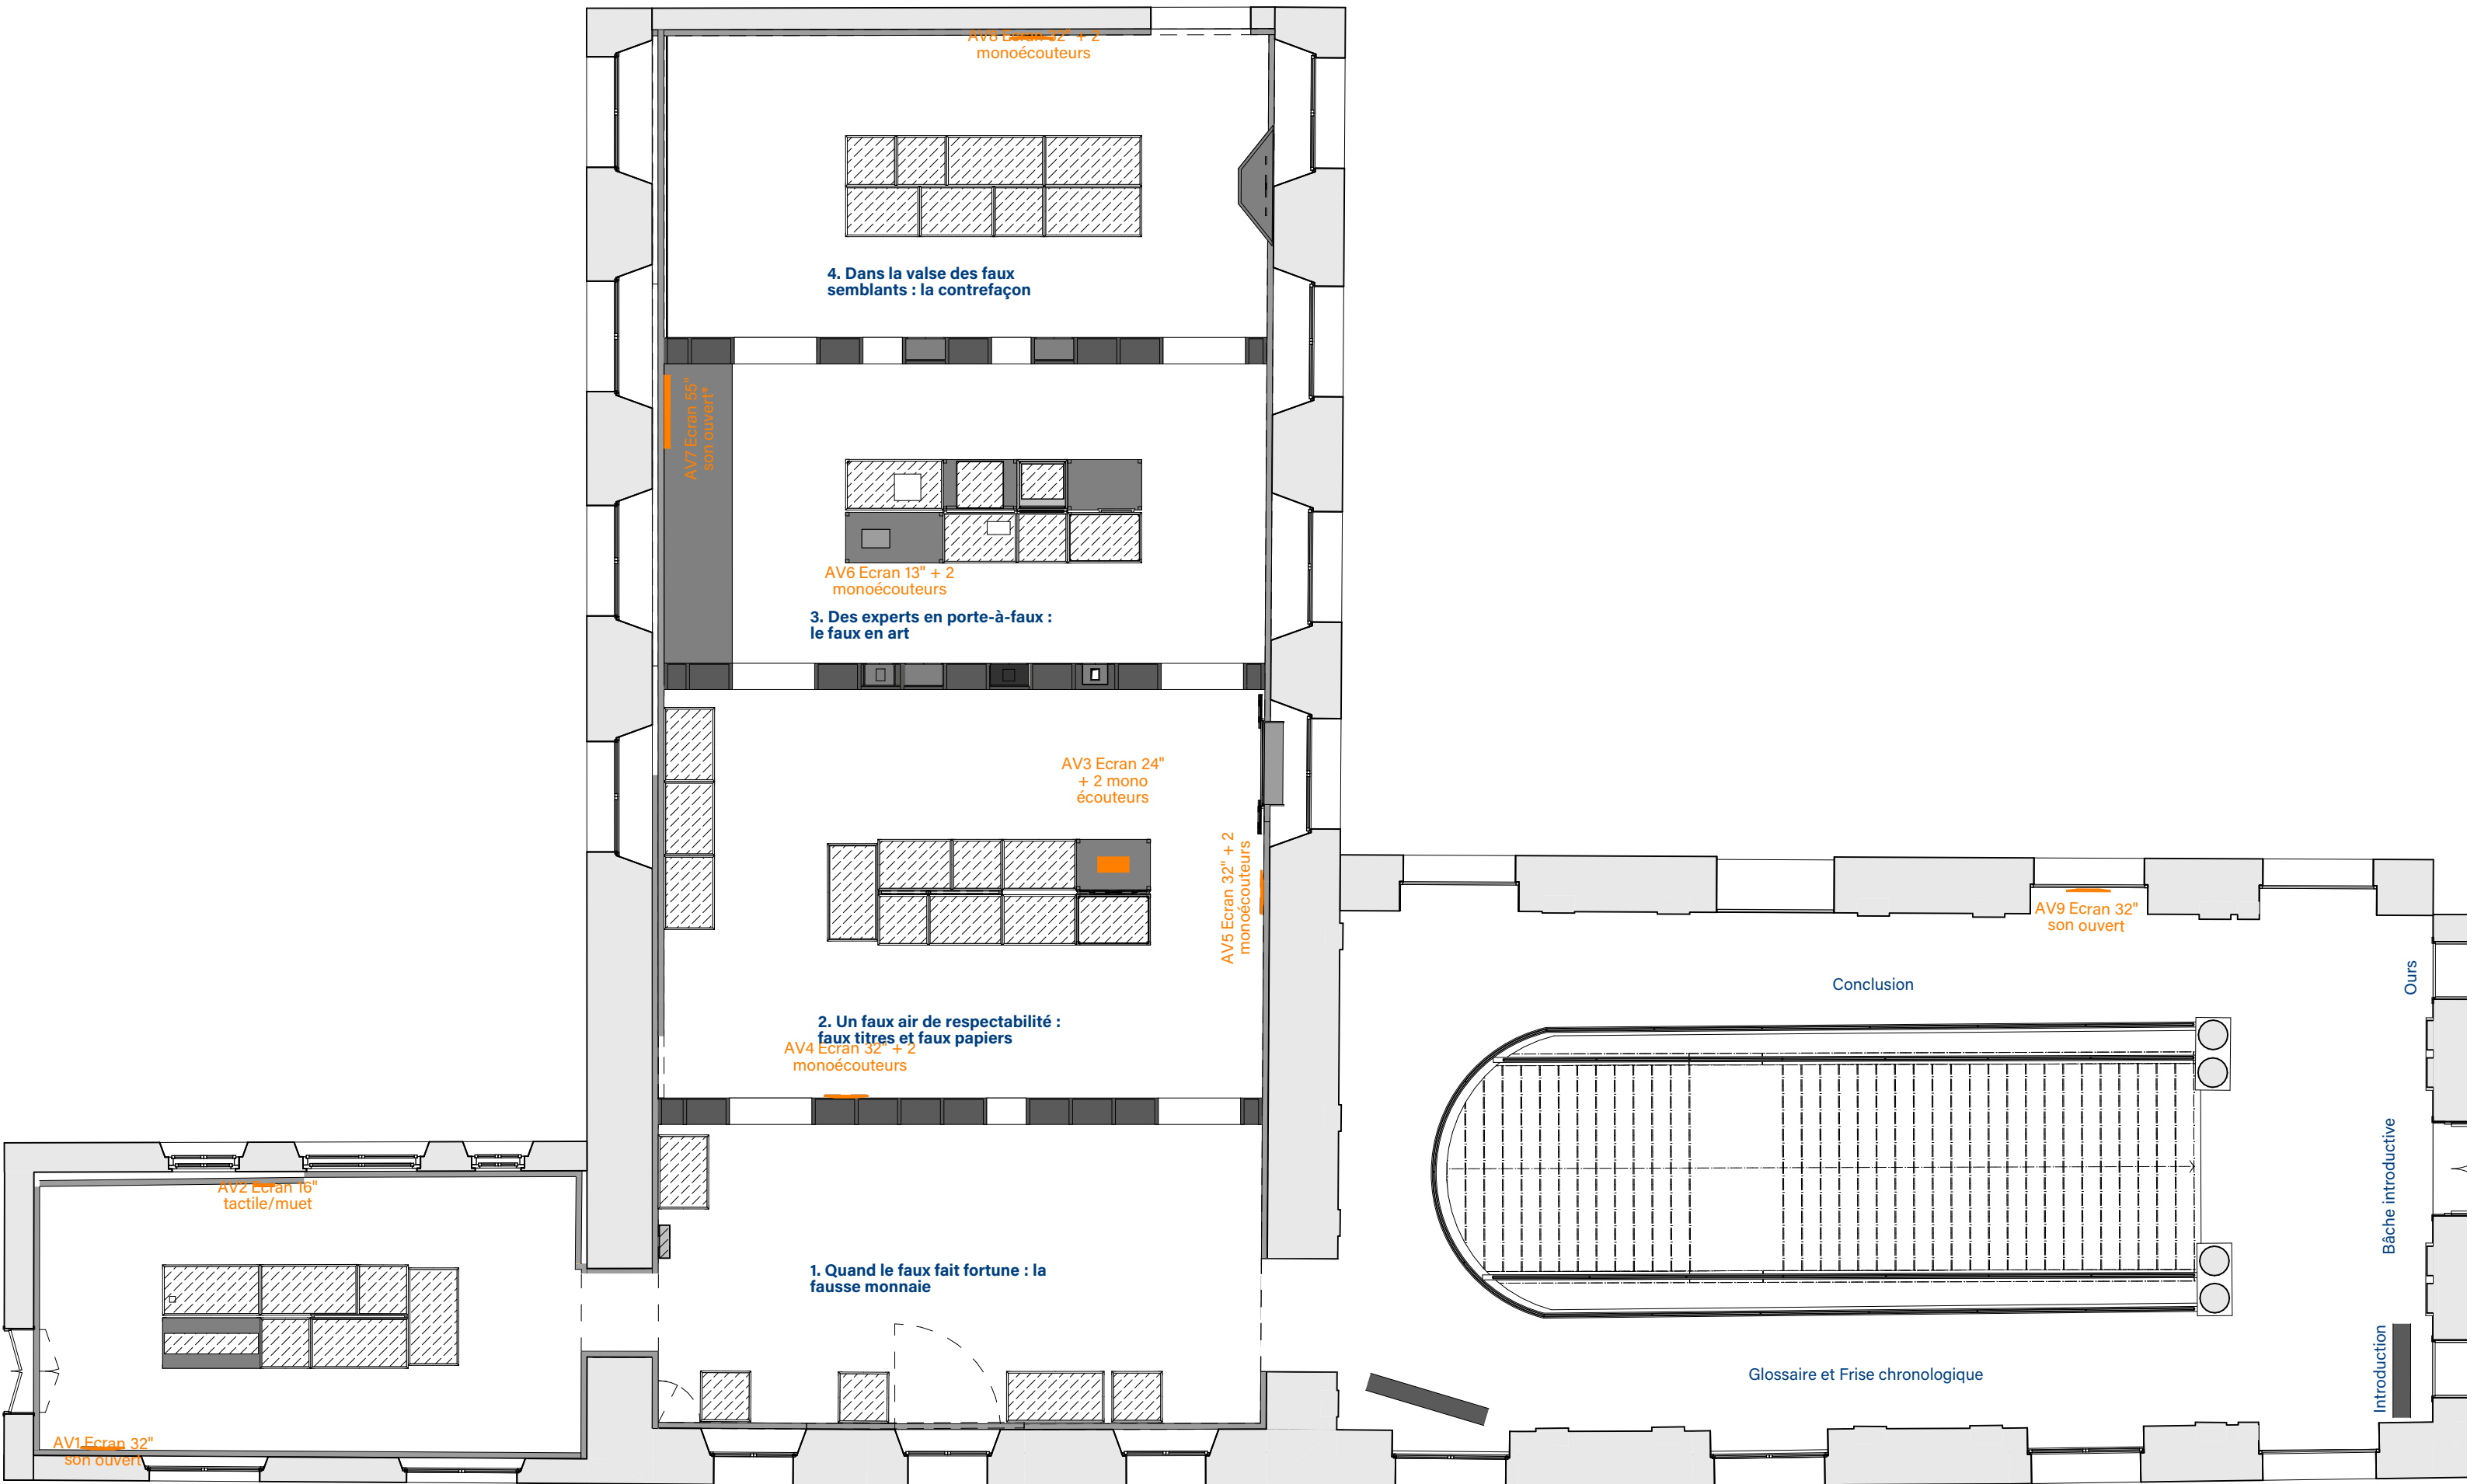 AV8 Ecran 32" + 2
monoécouteurs
4. Dans la valse des faux
semblants : la contrefaçon
AV7 Ecran 55"
son ouvert"
AV6 Ecran 13" + 2
monoécouteurs
3. Des experts en porte-à-faux :
le faux en art
AV3 Ecran 24"
+ 2 mono
écouteurs
AV5 Ecran 32" + 2
monoécouteurs
2. Un faux air de respectabilité :
faux titres et faux papiers
AV4 Ecran 32" + 2
monoécouteurs
AV9 Ecran 32"
son ouvert
Conclusion
Ours
Bâche introductive
Introduction
Glossaire et Frise chronologique
AV2 Ecran 16"
tactile/muet
1. Quand le faux fait fortune : la
fausse monnaie
AV1 Ecran 32"
son ouvert